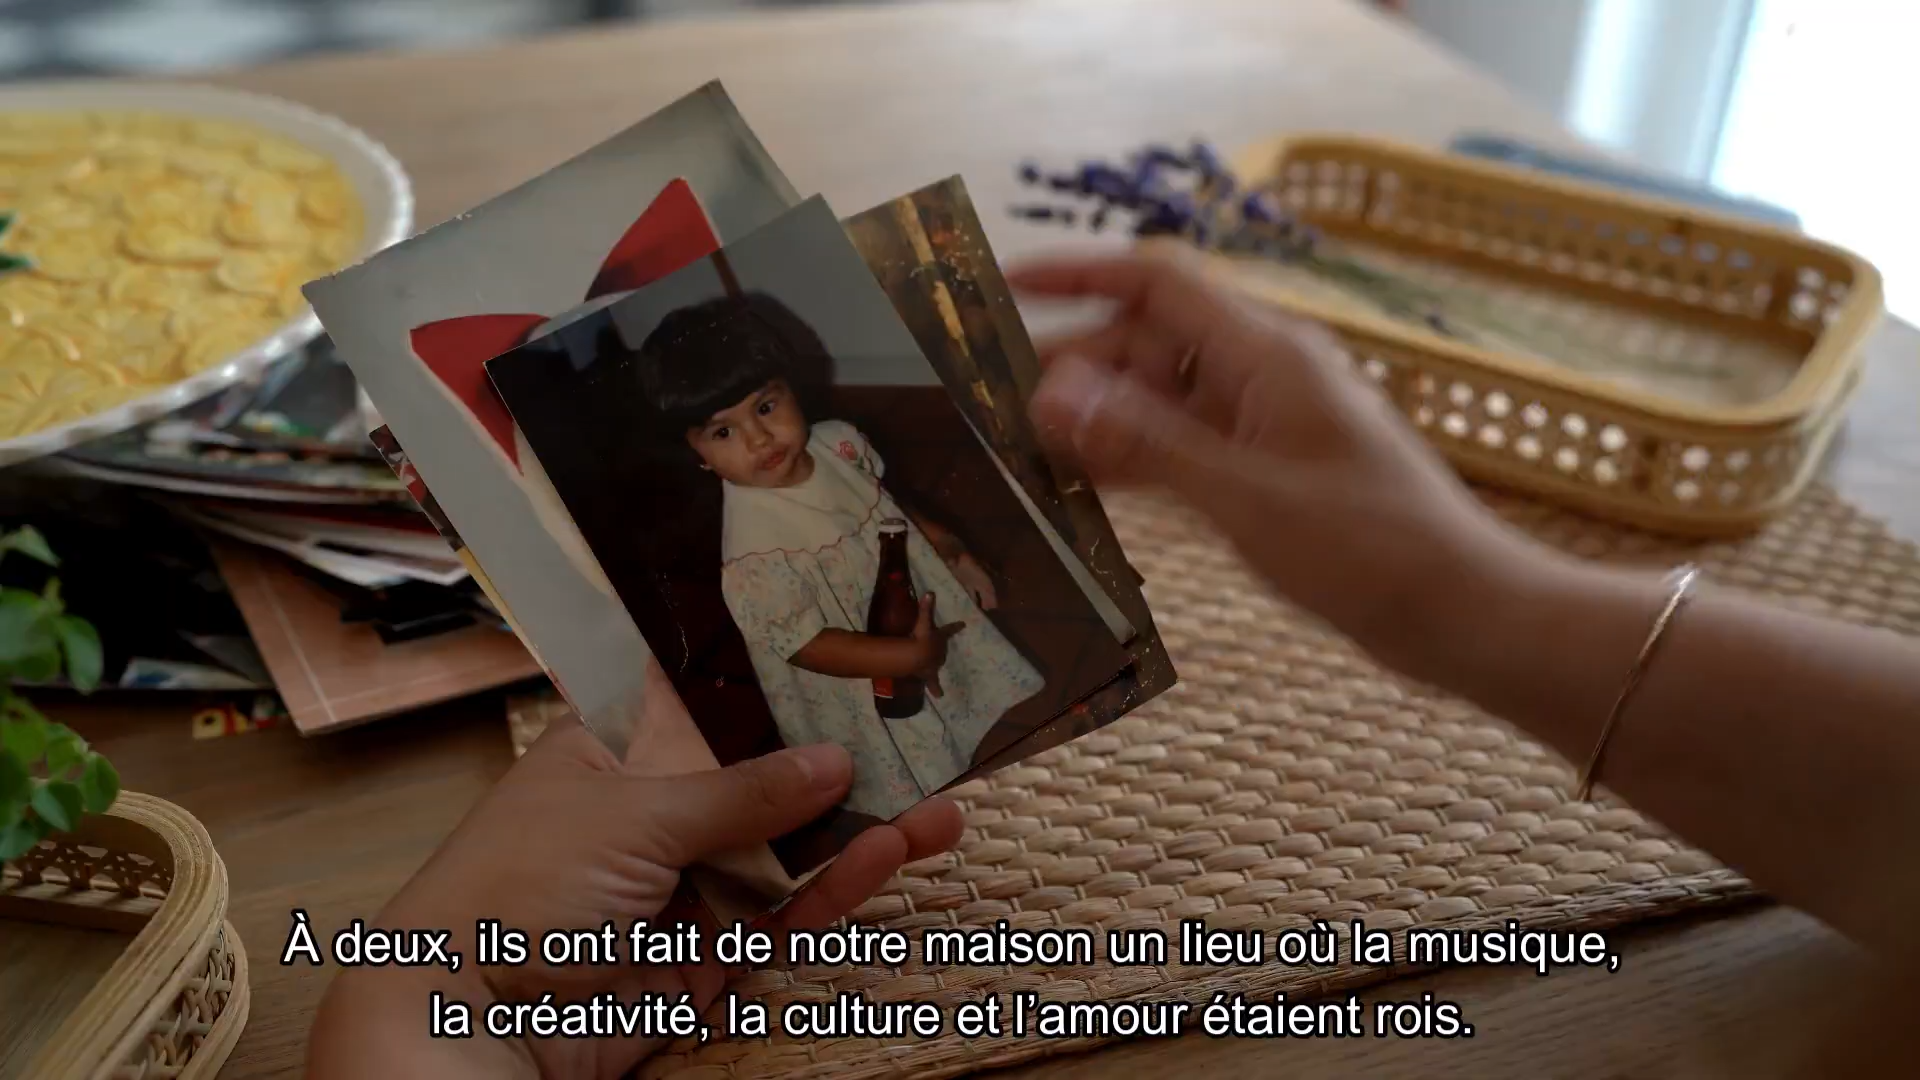 À deux, ils ont fait de notre maison un lieu où la musique,
la créativité, la culture et l’amour étaient rois.